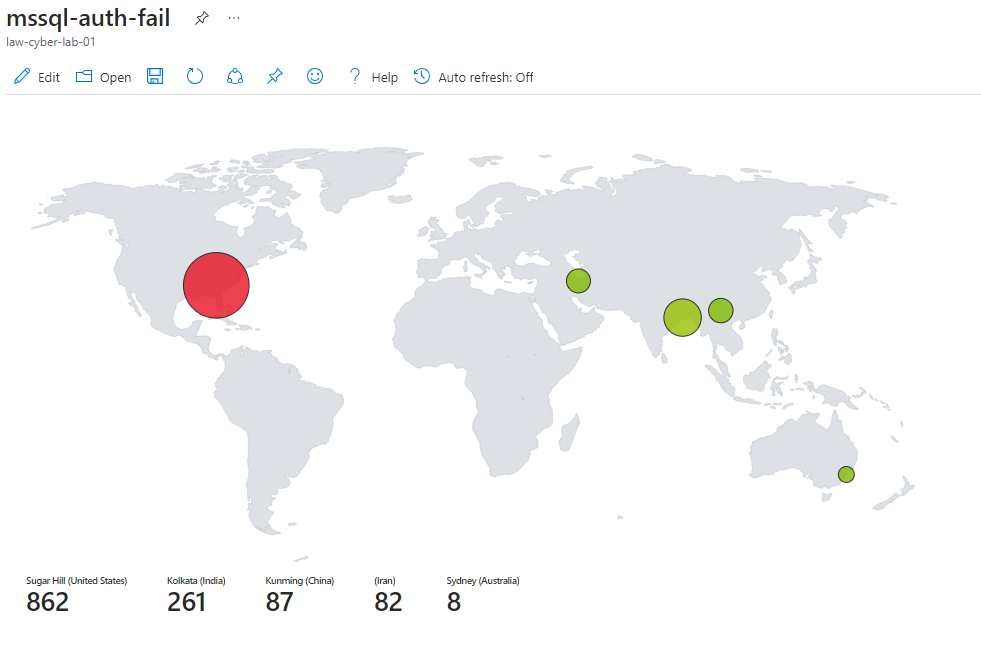 mssql-auth-fail
law-cyber-lab-01
Edit Open ? Help Auto refresh: Off
Sugar Hill (United States) Kolkata (India) Kunming (China) (Iran) Sydney (Australia)
862 261 87 82 8